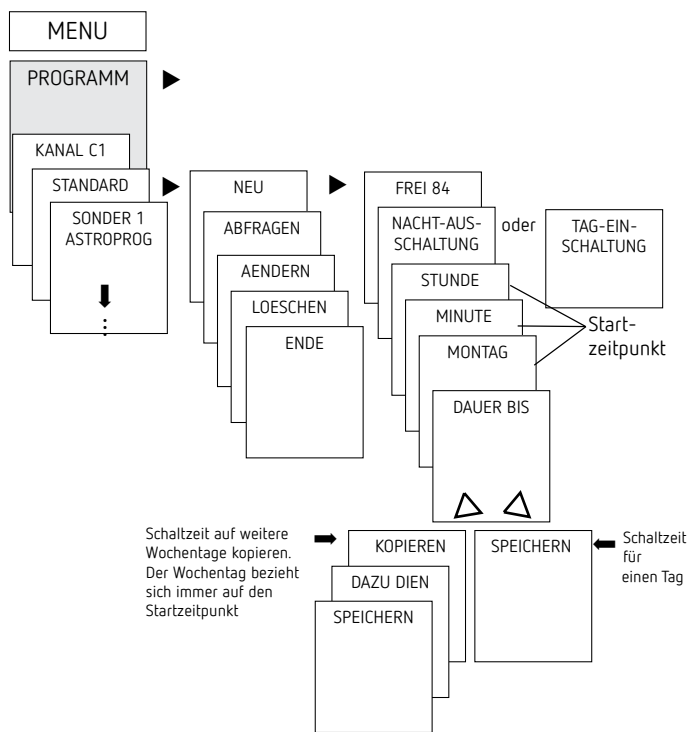 MENU
PROGRAMM
KANAL C1
STANDARD
SONDER 1
ASTROPROG
NEU
ABFRAGEN
AENDERN
LOESCHEN
ENDE
FREI 84
NACHT-AUS-
SCHALTUNG
oder
TAG-EIN-
SCHALTUNG
STUNDE
MINUTE
MONTAG
Start-
zeitpunkt
DAUER BIS
Schaltzeit auf weitere
Wochentage kopieren.
Der Wochentag bezieht
sich immer auf den
Startzeitpunkt
KOPIEREN
DAZU DIEN
SPEICHERN
SPEICHERN
Schaltzeit
für
einen Tag